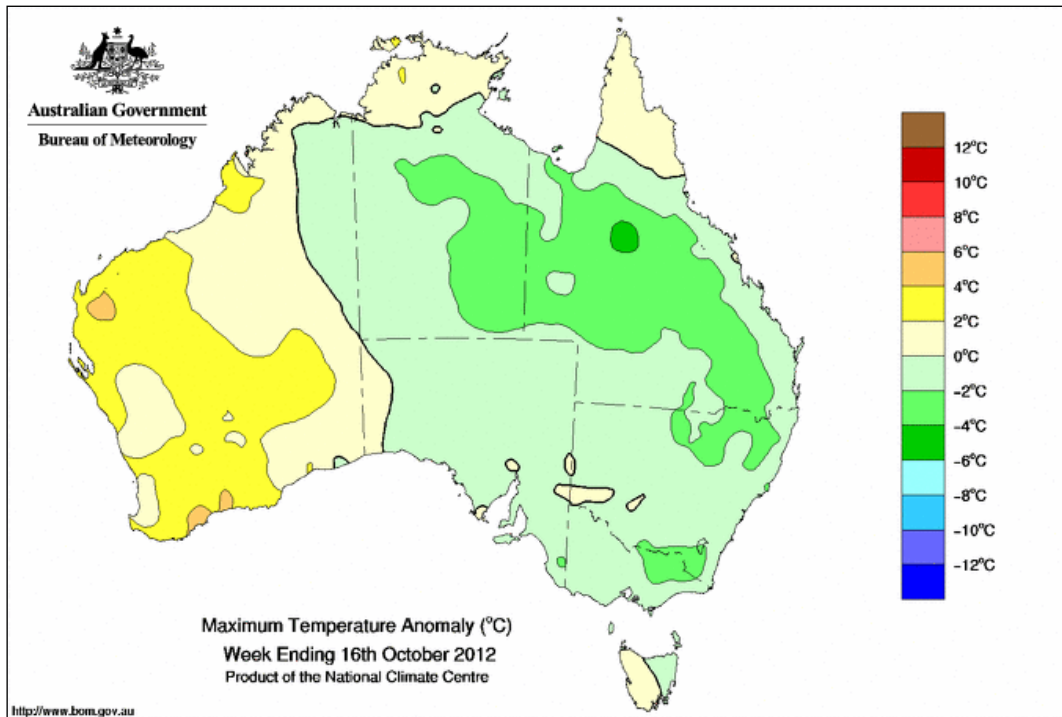 Australian Government
Bureau of Meteorology
12°C
10°C
8°C
6°C
4°C
2°C
0°C
-2°C
-4°C
-6°C
-8°C
-10°C
-12°C
Maximum Temperature Anomaly (°C)
Week Ending 16th October 2012
Product of the National Climate Centre
http://www.bom.gov.au